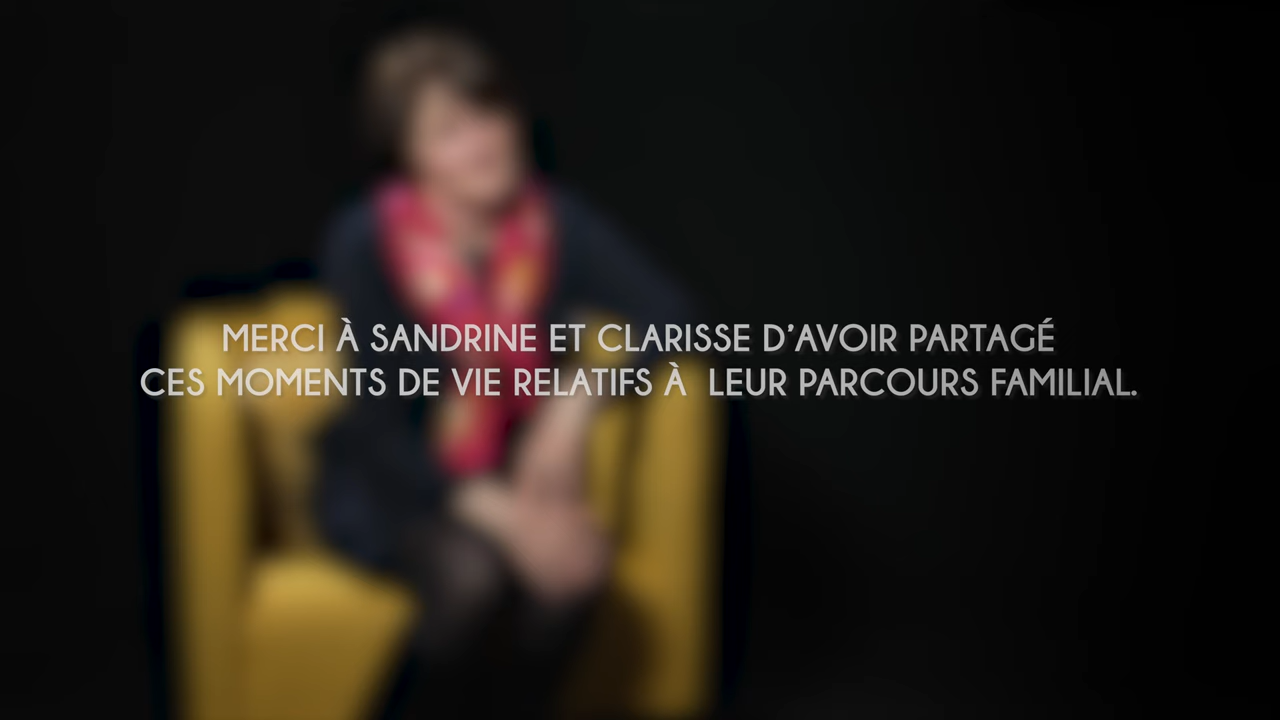 MERCI À SANDRINE ET CLARISSE D’AVOIR PARTAGÉ
CES MOMENTS DE VIE RELATIFS À  LEUR PARCOURS FAMILIAL.